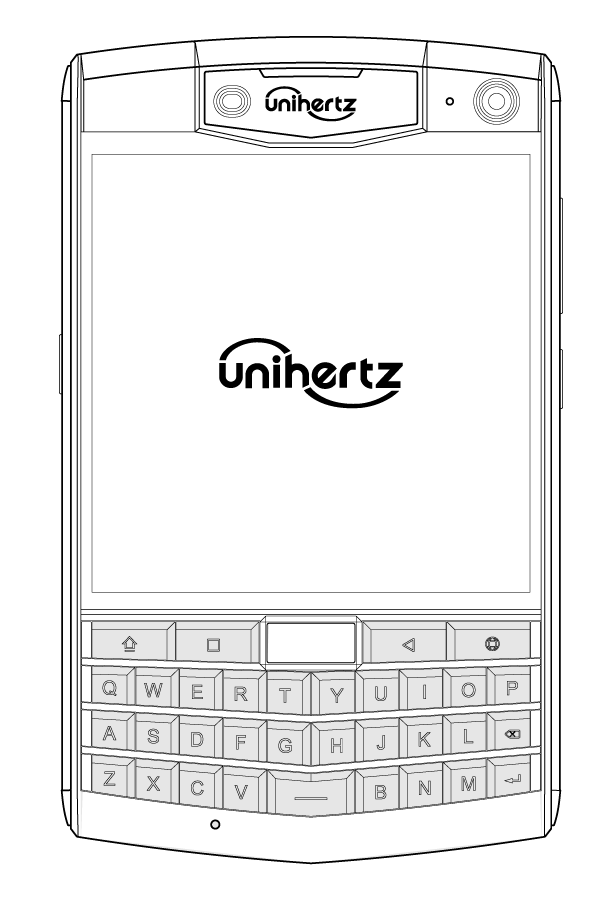 unihertz
unihertz
Q W E R T Y U I O P
A S D F G H J K L
Z X C V B N M